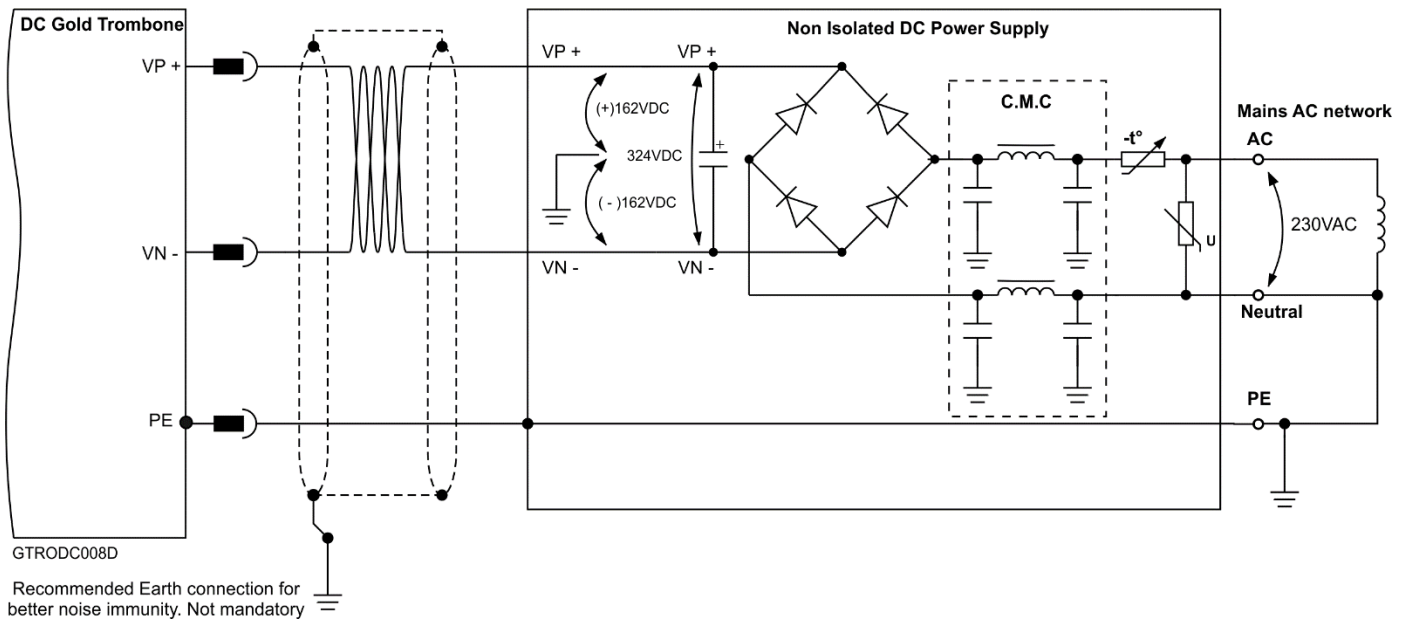 DC Gold Trombone
Non Isolated DC Power Supply
VP +
VP +
VP +
C.M.C
Mains AC network
(+)162VDC
-t°
AC
324VDC
+
( - )162VDC
230VAC
U
VN -
VN -
VN -
Neutral
PE
PE
GTRODC008D
Recommended Earth connection for
better noise immunity. Not mandatory